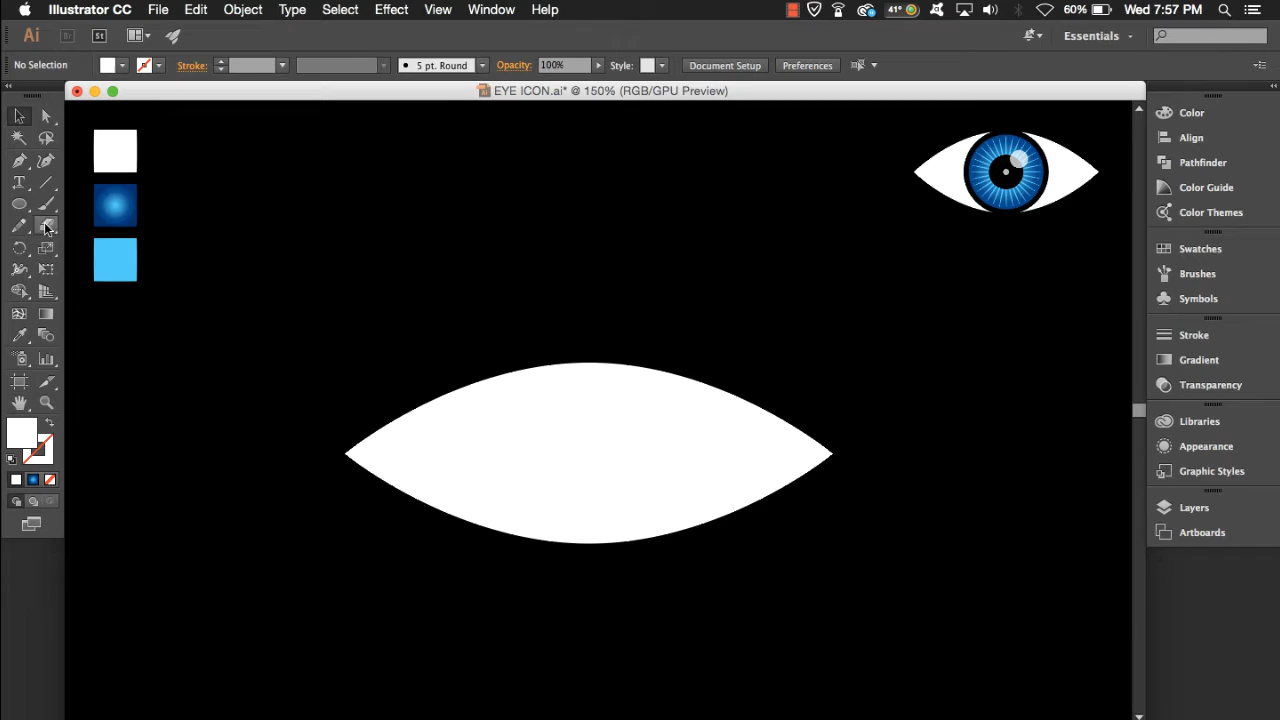 Illustrator CC File Edit Object Type Select Effect View Window Help 41° 60% Wed 7:57 PM
Ai Br St Essentials
No Selection Stroke: 5 pt. Round Opacity: 100% Style: Document Setup Preferences
EYE ICON.ai* @ 150% (RGB/GPU Preview)
Color
Align
Pathfinder
Color Guide
Color Themes
Swatches
Brushes
Symbols
Stroke
Gradient
Transparency
Libraries
Appearance
Graphic Styles
Layers
Artboards